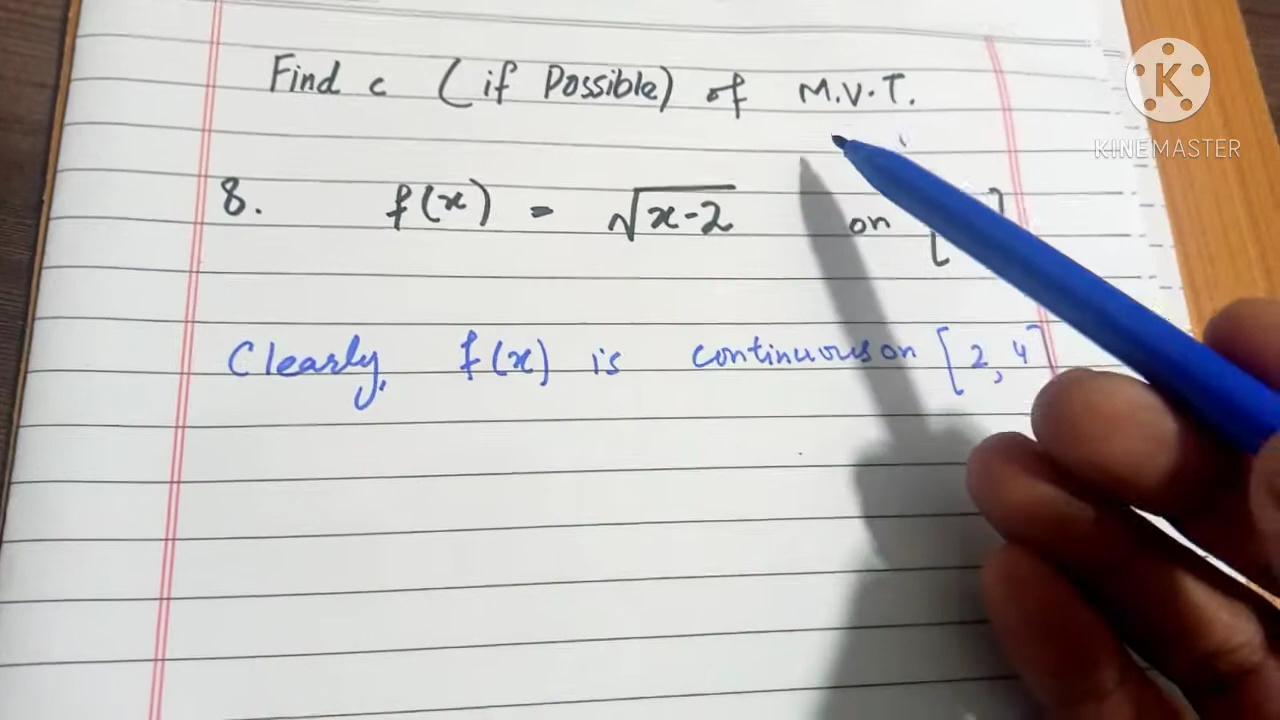 Find c (if Possible) of M.V.T.
8. f(x) = √x-2 on [ ]
Clearly, f(x) is continuous on [2, 4]
K
KINEMASTER